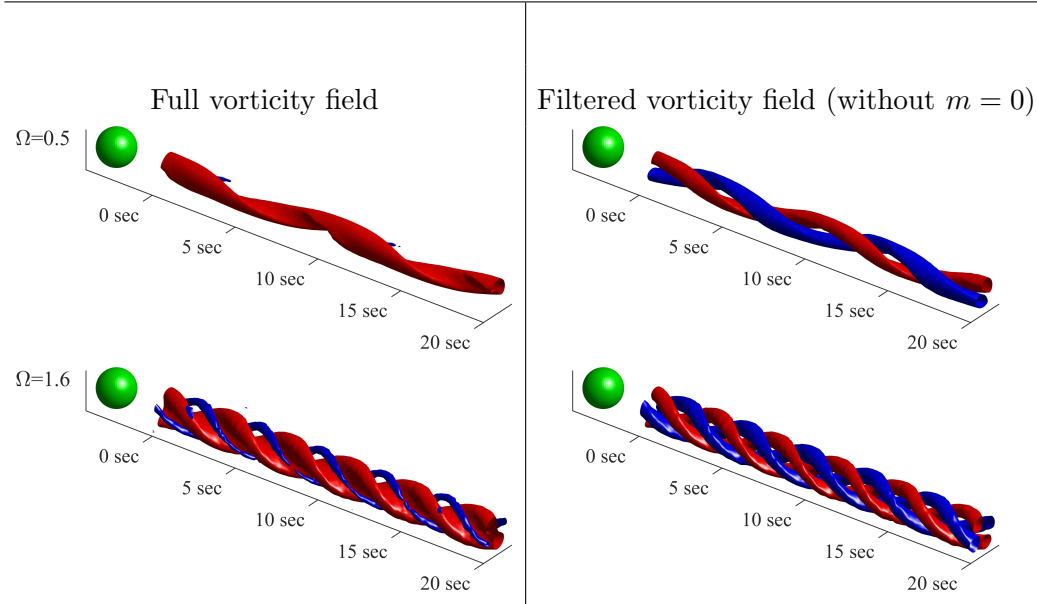 Full vorticity field
Filtered vorticity field (without m = 0)
Ω=0.5
0 sec
5 sec
10 sec
15 sec
20 sec
0 sec
5 sec
10 sec
15 sec
20 sec
Ω=1.6
0 sec
5 sec
10 sec
15 sec
20 sec
0 sec
5 sec
10 sec
15 sec
20 sec